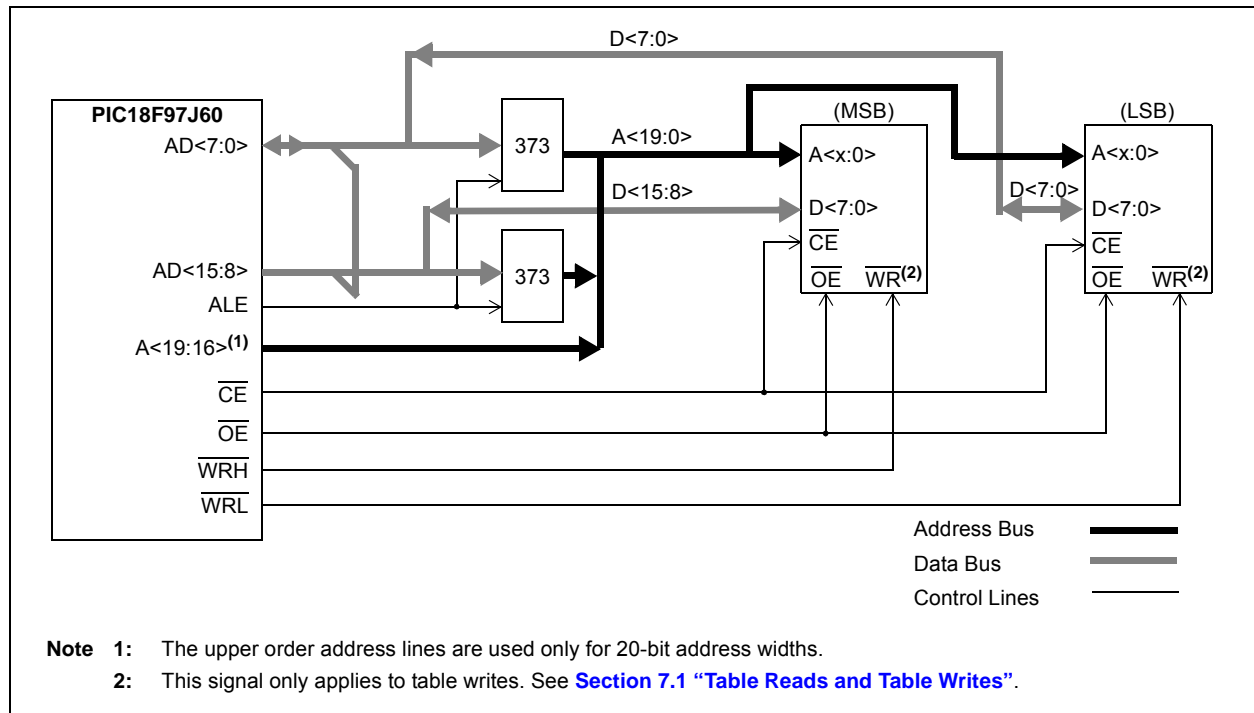 D<7:0>
PIC18F97J60
AD<7:0>
373
A<19:0>
(MSB)
A<x:0>
(LSB)
A<x:0>
D<15:8>
D<7:0>
D<7:0>
D<7:0>
CE
CE
AD<15:8>
373
OE WR(2)
OE WR(2)
ALE
A<19:16>(1)
CE
OE
WRH
WRL
Address Bus
Data Bus
Control Lines
Note 1: The upper order address lines are used only for 20-bit address widths.
2: This signal only applies to table writes. See Section 7.1 “Table Reads and Table Writes”.